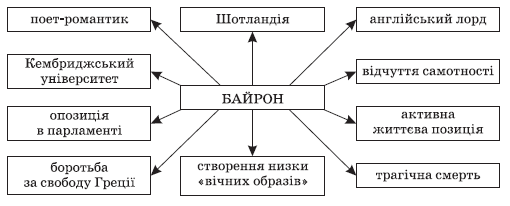 поет-романтик
Шотландія
англійський лорд
Кембриджський
університет
відчуття самотності
БАЙРОН
опозиція
в парламенті
активна
життєва позиція
боротьба
за свободу Греції
створення низки
«вічних образів»
трагічна смерть